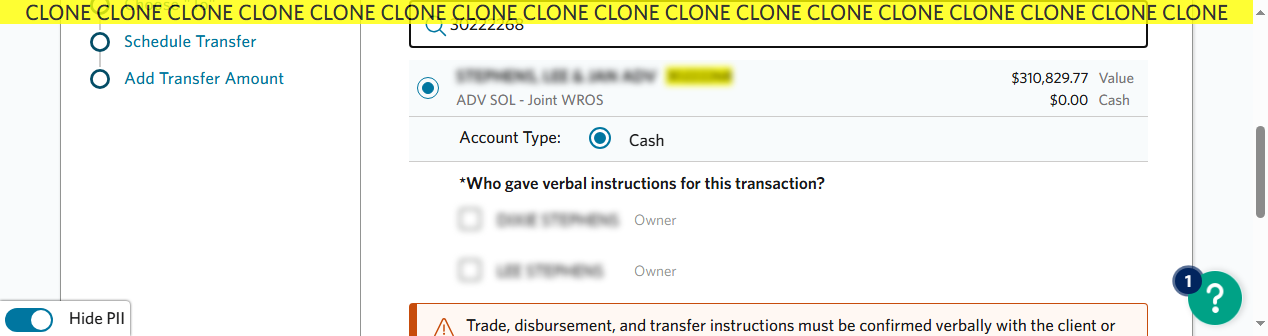 CLONE CLONE CLONE CLONE CLONE CLONE CLONE CLONE CLONE CLONE CLONE CLONE CLONE CLONE CLONE CLONE CLONE
Schedule Transfer
Add Transfer Amount
30222268
$310,829.77 Value
ADV SOL - Joint WROS
$0.00 Cash
Account Type: Cash
*Who gave verbal instructions for this transaction?
Owner
Owner
1
?
Hide PII
Trade, disbursement, and transfer instructions must be confirmed verbally with the client or